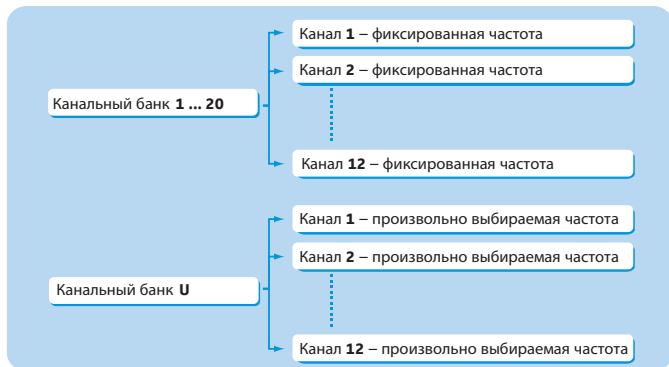 Канал 1 – фиксированная частота
Канал 2 – фиксированная частота
Канальный банк 1 ... 20
Канал 12 – фиксированная частота
Канал 1 – произвольно выбираемая частота
Канал 2 – произвольно выбираемая частота
Канальный банк U
Канал 12 – произвольно выбираемая частота